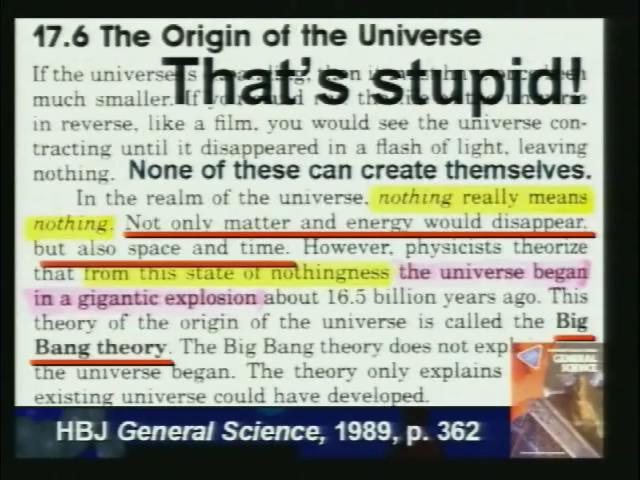 17.6 The Origin of the Universe
That's stupid!
If the universe is
much smaller. If
in reverse, like a film, you would see the universe con-
tracting until it disappeared in a flash of light, leaving
nothing. None of these can create themselves.
In the realm of the universe, nothing really means
nothing. Not only matter and energy would disappear,
but also space and time. However, physicists theorize
that from this state of nothingness the universe began
in a gigantic explosion about 16.5 billion years ago. This
theory of the origin of the universe is called the Big
Bang theory. The Big Bang theory does not exp
the universe began. The theory only explains
existing universe could have developed.
GENERAL
SCIENCE
HBJ General Science, 1989, p. 362